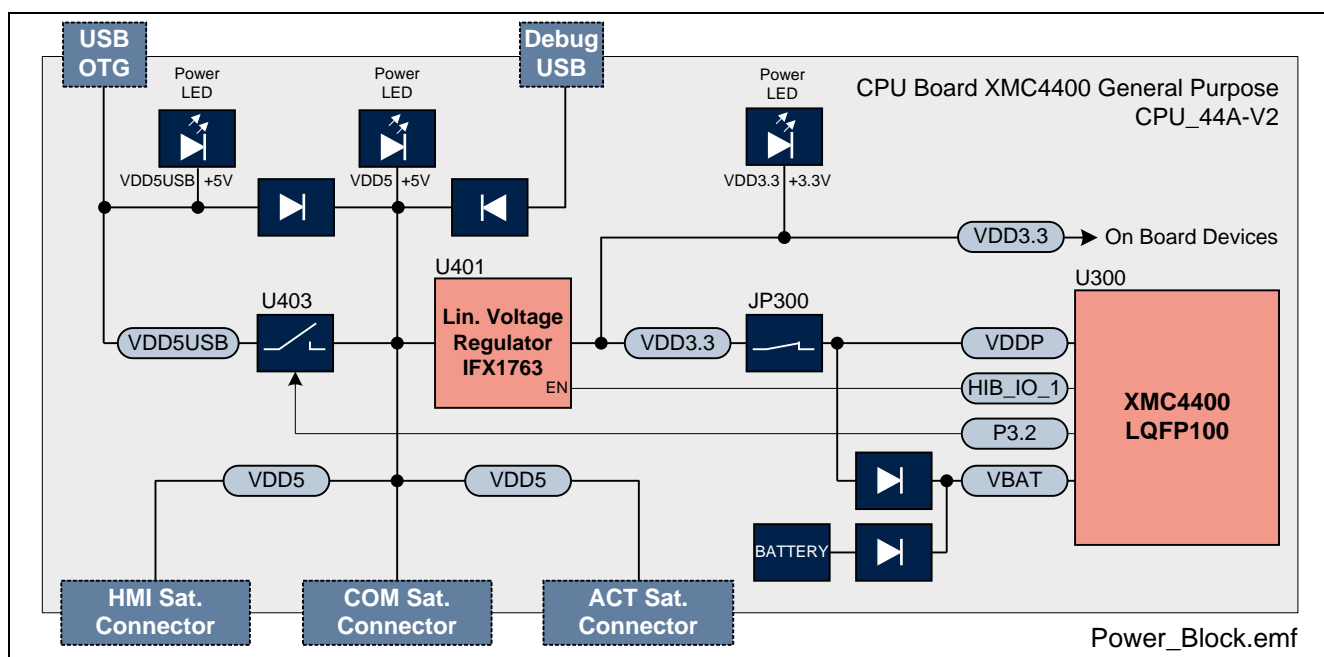 USB
OTG
Debug
USB
Power
LED
Power
LED
Power
LED
CPU Board XMC4400 General Purpose
CPU_44A-V2
VDD5USB +5V
VDD5 +5V
VDD3.3 +3.3V
VDD3.3
On Board Devices
U401
U300
U403
JP300
Lin. Voltage
Regulator
IFX1763
EN
VDD5USB
VDD3.3
VDDP
HIB_IO_1
P3.2
VBAT
XMC4400
LQFP100
VDD5
VDD5
BATTERY
HMI Sat.
Connector
COM Sat.
Connector
ACT Sat.
Connector
Power_Block.emf